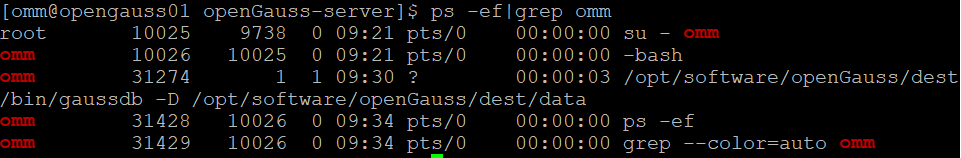 [omm@opengauss01 openGauss-server]$ ps -ef|grep omm
root 10025 9738 0 09:21 pts/0 00:00:00 su - omm
omm 10026 10025 0 09:21 pts/0 00:00:00 -bash
omm 31274 1 1 09:30 ? 00:00:03 /opt/software/openGauss/dest
/bin/gaussdb -D /opt/software/openGauss/dest/data
omm 31428 10026 0 09:34 pts/0 00:00:00 ps -ef
omm 31429 10026 0 09:34 pts/0 00:00:00 grep --color=auto omm